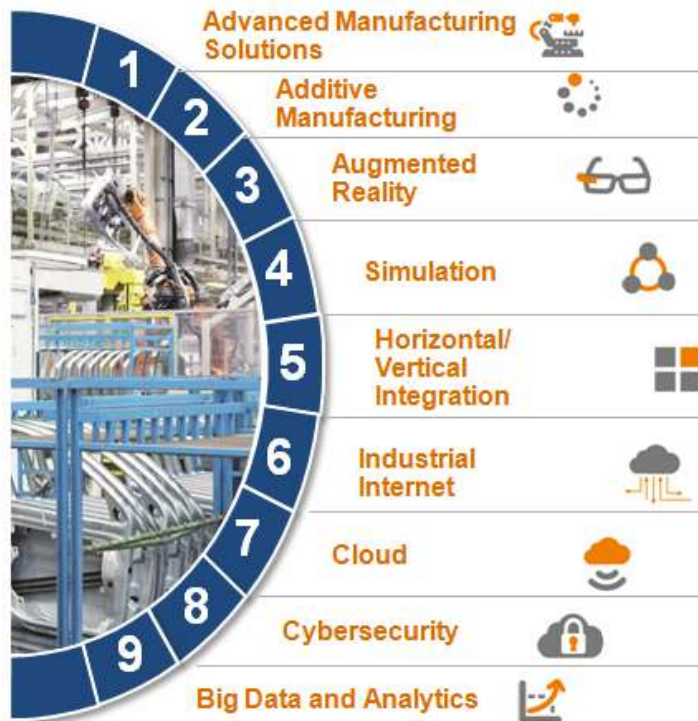 Advanced Manufacturing
Solutions
1
Additive
Manufacturing
2
Augmented
Reality
3
Simulation
4
Horizontal/
Vertical
Integration
5
Industrial
Internet
6
Cloud
7
Cybersecurity
8
Big Data and Analytics
9